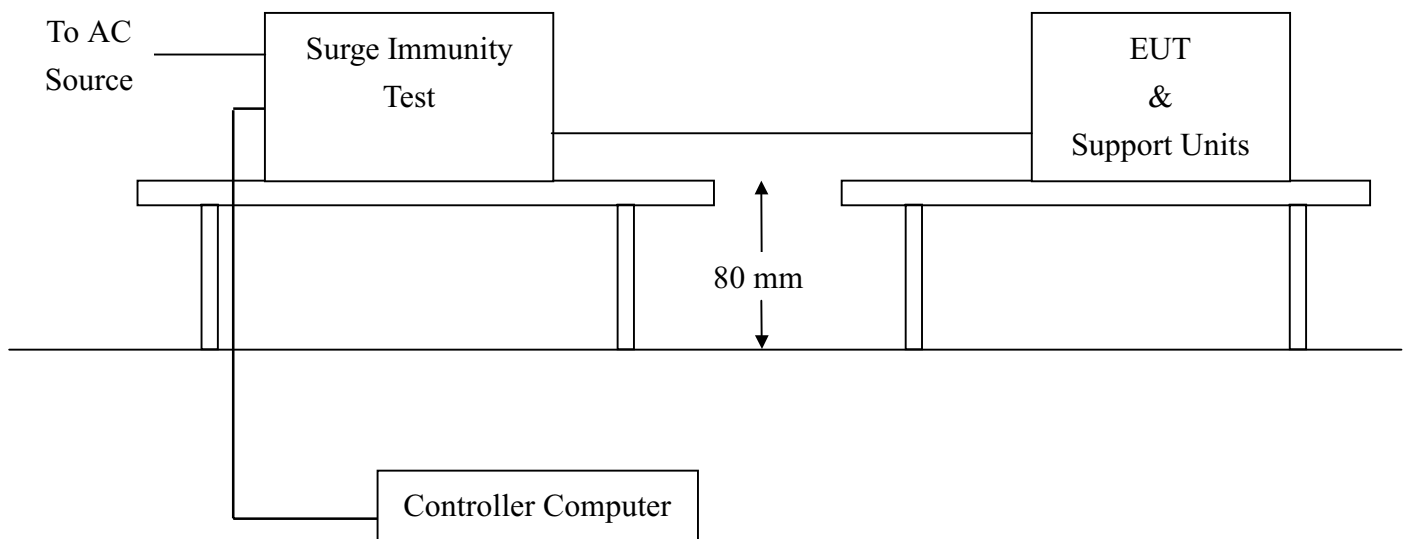 To AC
Source
Surge Immunity
Test
EUT
&
Support Units
80 mm
Controller Computer